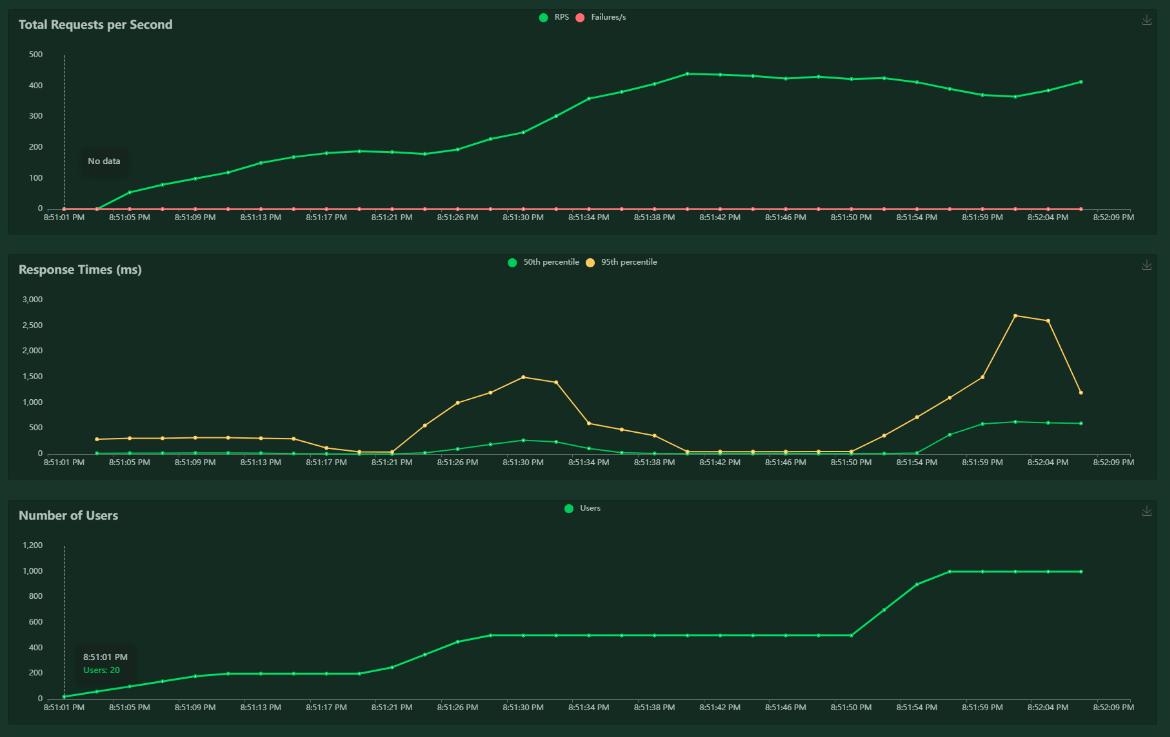 Total Requests per Second
RPS Failures/s
500
400
300
200
100
0
No data
8:51:01 PM 8:51:05 PM 8:51:09 PM 8:51:13 PM 8:51:17 PM 8:51:21 PM 8:51:26 PM 8:51:30 PM 8:51:34 PM 8:51:38 PM 8:51:42 PM 8:51:46 PM 8:51:50 PM 8:51:54 PM 8:51:59 PM 8:52:04 PM 8:52:09 PM
Response Times (ms)
50th percentile 95th percentile
3,000
2,500
2,000
1,500
1,000
500
0
8:51:01 PM 8:51:05 PM 8:51:09 PM 8:51:13 PM 8:51:17 PM 8:51:21 PM 8:51:26 PM 8:51:30 PM 8:51:34 PM 8:51:38 PM 8:51:42 PM 8:51:46 PM 8:51:50 PM 8:51:54 PM 8:51:59 PM 8:52:04 PM 8:52:09 PM
Number of Users
Users
1,200
1,000
800
600
400
200
0
8:51:01 PM
Users: 20
8:51:01 PM 8:51:05 PM 8:51:09 PM 8:51:13 PM 8:51:17 PM 8:51:21 PM 8:51:26 PM 8:51:30 PM 8:51:34 PM 8:51:38 PM 8:51:42 PM 8:51:46 PM 8:51:50 PM 8:51:54 PM 8:51:59 PM 8:52:04 PM 8:52:09 PM